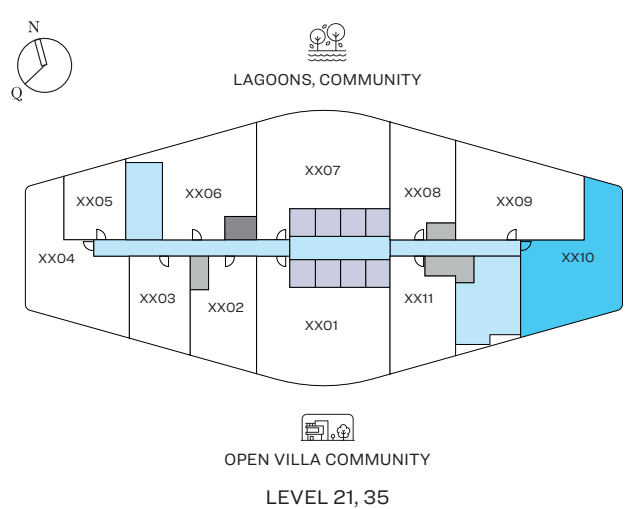 N
Q
LAGOONS, COMMUNITY
XX07
XX05
XX06
XX08
XX09
XX04
XX10
XX03
XX02
XX01
XX11
OPEN VILLA COMMUNITY
LEVEL 21, 35